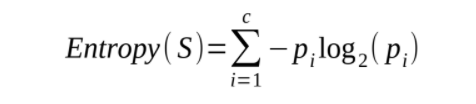 Entropy(S)=∑_{i=1}^{c} −p_i log_2(p_i)